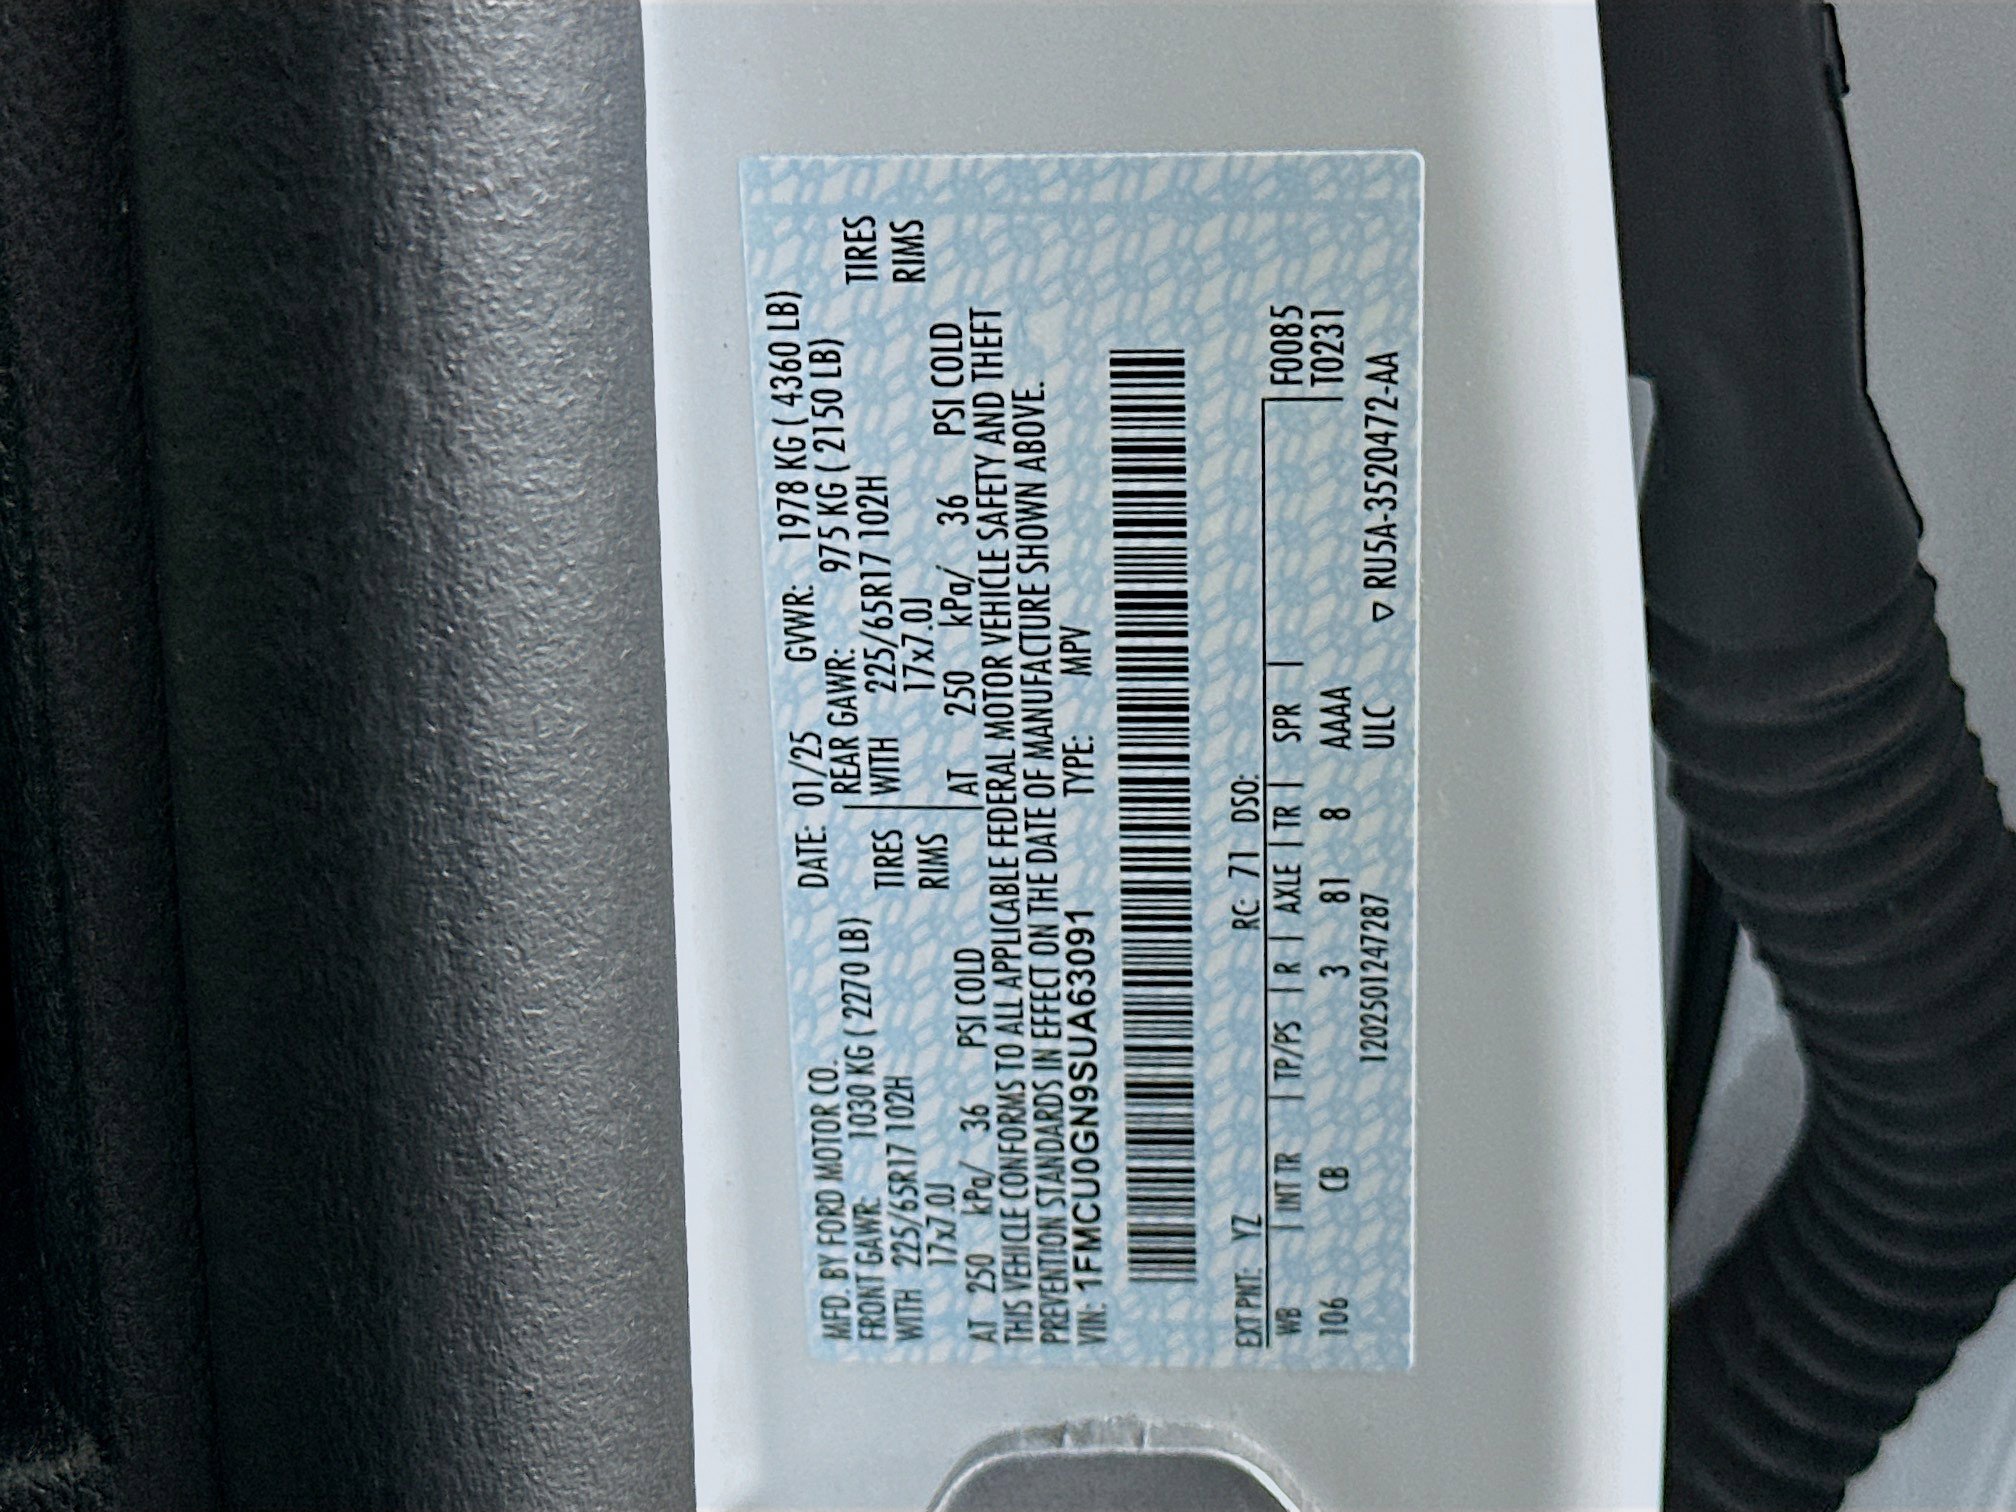 MFD. BY FORD MOTOR CO. DATE: 01/25 GVWR: 1978 KG ( 4360 LB)
FRONT GAWR: 1030 KG ( 2270 LB) REAR GAWR: 975 KG ( 2150 LB)
WITH 225/65R17 102H TIRES WITH 225/65R17 102H TIRES
17x7.0J RIMS 17x7.0J RIMS
AT 250 kPa/ 36 PSI COLD AT 250 kPa/ 36 PSI COLD
THIS VEHICLE CONFORMS TO ALL APPLICABLE FEDERAL MOTOR VEHICLE SAFETY AND THEFT
PREVENTION STANDARDS IN EFFECT ON THE DATE OF MANUFACTURE SHOWN ABOVE.
VIN: 1FMCU0GN9SUA63091 TYPE: MPV
EXT PNT: YZ RC: 71 DSO:
WB | INT TR | TP/PS | R | AXLE | TR | SPR | F0085
106 CB 3 81 8 AAAA T0231
1202501247287 ULC ▽ RU5A-3520472-AA